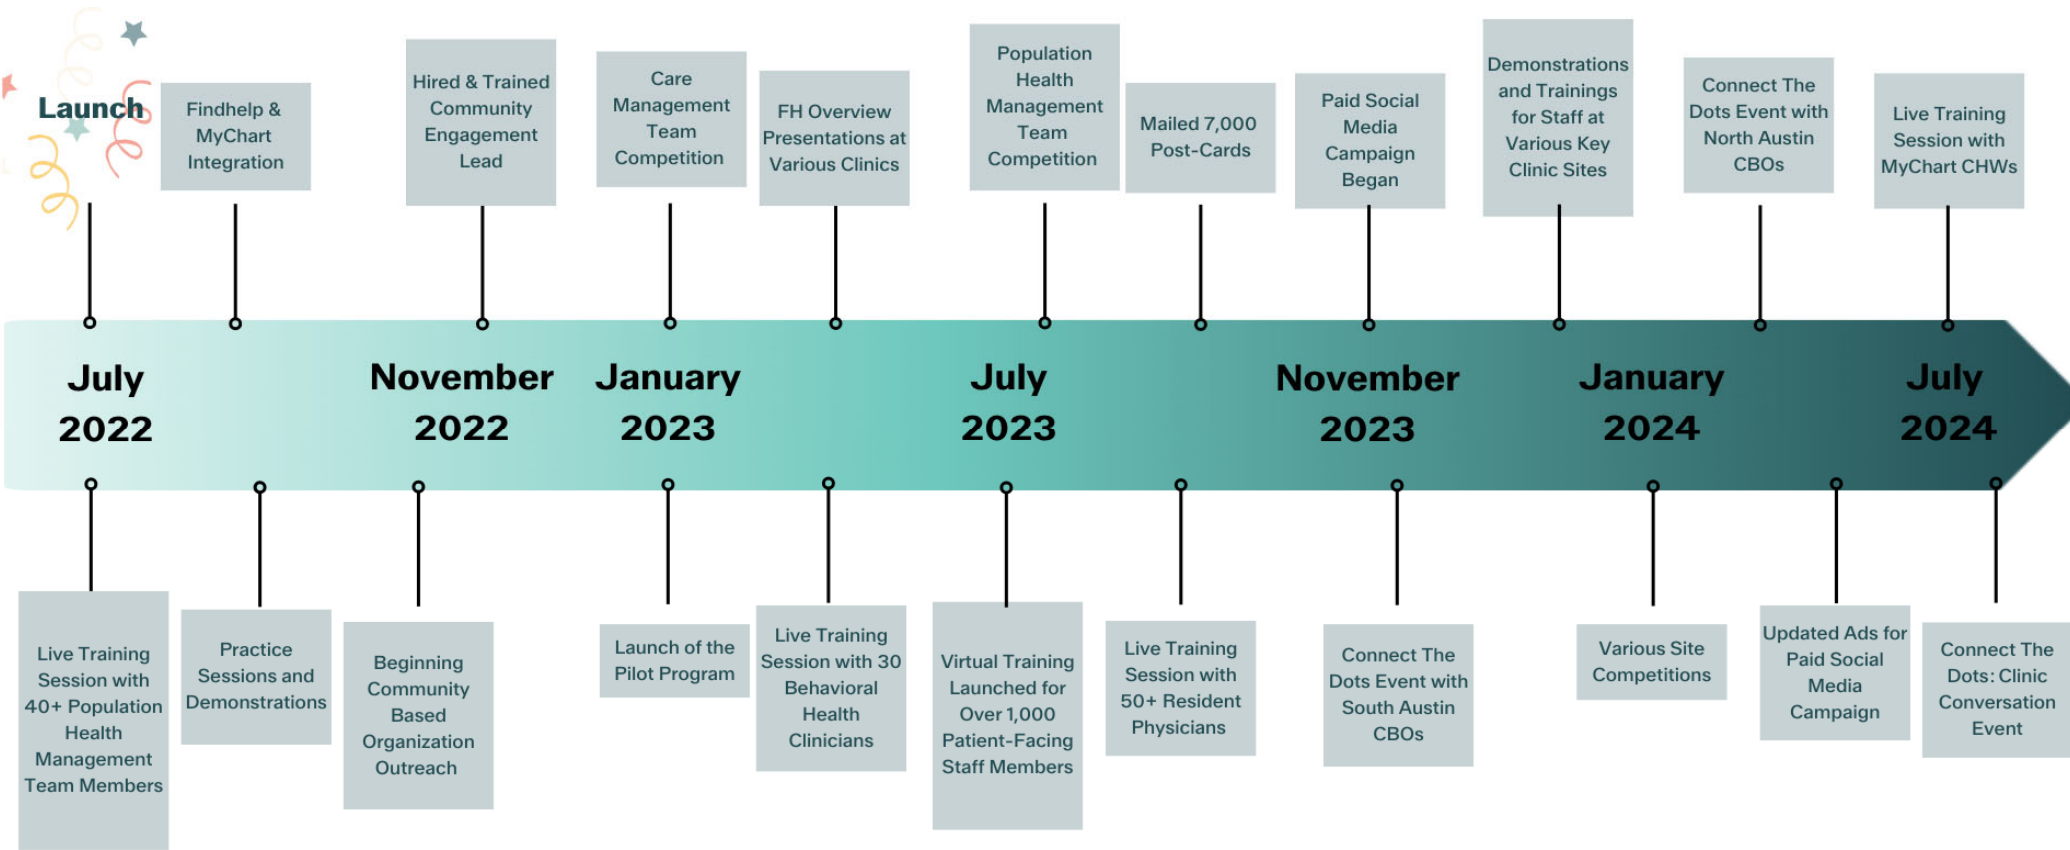 Launch
Findhelp &
MyChart
Integration
Hired & Trained
Community
Engagement
Lead
Care
Management
Team
Competition
FH Overview
Presentations at
Various Clinics
Population
Health
Management
Team
Competition
Mailed 7,000
Post-Cards
Paid Social
Media
Campaign
Began
Demonstrations
and Trainings
for Staff at
Various Key
Clinic Sites
Connect The
Dots Event with
North Austin
CBOs
Live Training
Session with
MyChart CHWs
July
2022
November
2022
January
2023
July
2023
November
2023
January
2024
July
2024
Live Training
Session with
40+ Population
Health
Management
Team Members
Practice
Sessions and
Demonstrations
Beginning
Community
Based
Organization
Outreach
Launch of the
Pilot Program
Live Training
Session with 30
Behavioral
Health
Clinicians
Virtual Training
Launched for
Over 1,000
Patient-Facing
Staff Members
Live Training
Session with
50+ Resident
Physicians
Connect The
Dots Event with
South Austin
CBOs
Various Site
Competitions
Updated Ads for
Paid Social
Media
Campaign
Connect The
Dots: Clinic
Conversation
Event